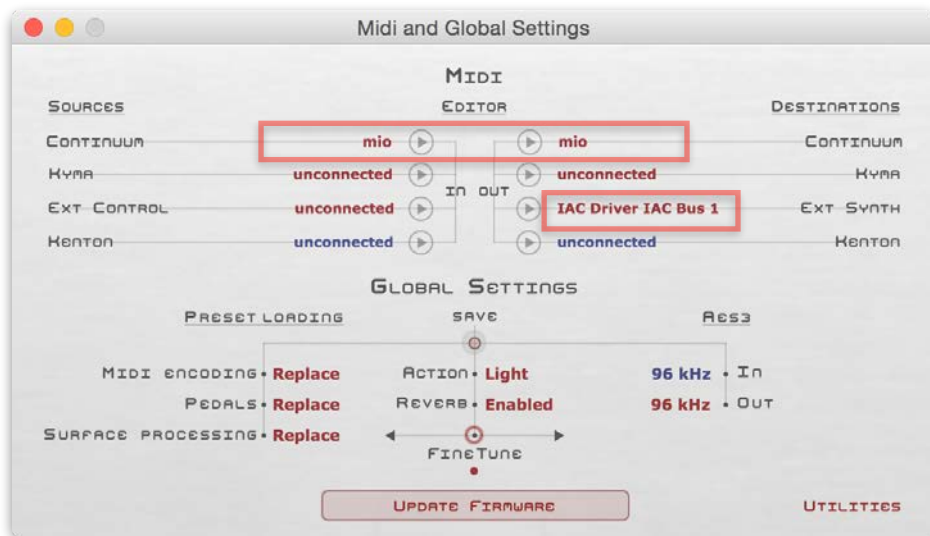 Midi and Global Settings
MIDI
SOURCES EDITOR DESTINATIONS
CONTINUUM mio mio CONTINUUM
KYMA unconnected unconnected KYMA
IN OUT
EXT CONTROL unconnected IAC Driver IAC Bus 1 EXT SYNTH
KENTON unconnected unconnected KENTON
GLOBAL SETTINGS
PRESET LOADING SAVE AES3
MIDI ENCODING Replace ACTION Light 96 kHz IN
PEDALS Replace REVERB Enabled 96 kHz OUT
SURFACE PROCESSING Replace
FINETUNE
UPDATE FIRMWARE UTILITIES